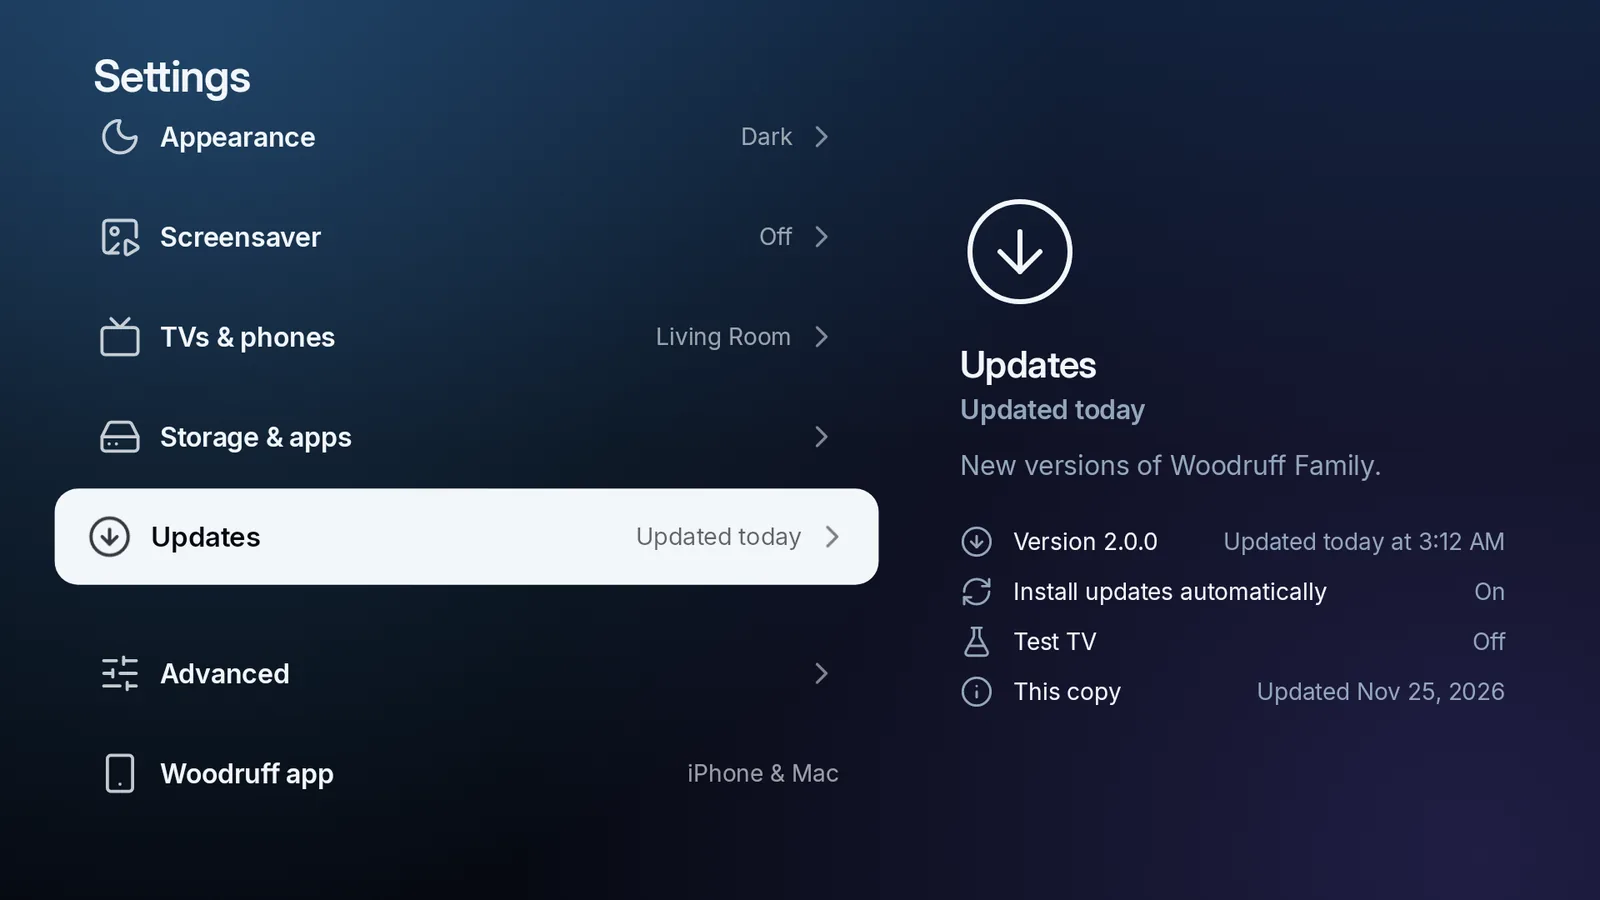 Settings
Appearance Dark
Screensaver Off
TVs & phones Living Room
Storage & apps
Updates Updated today
Advanced
Woodruff app iPhone & Mac
Updates
Updated today
New versions of Woodruff Family.
Version 2.0.0 Updated today at 3:12 AM
Install updates automatically On
Test TV Off
This copy Updated Nov 25, 2026